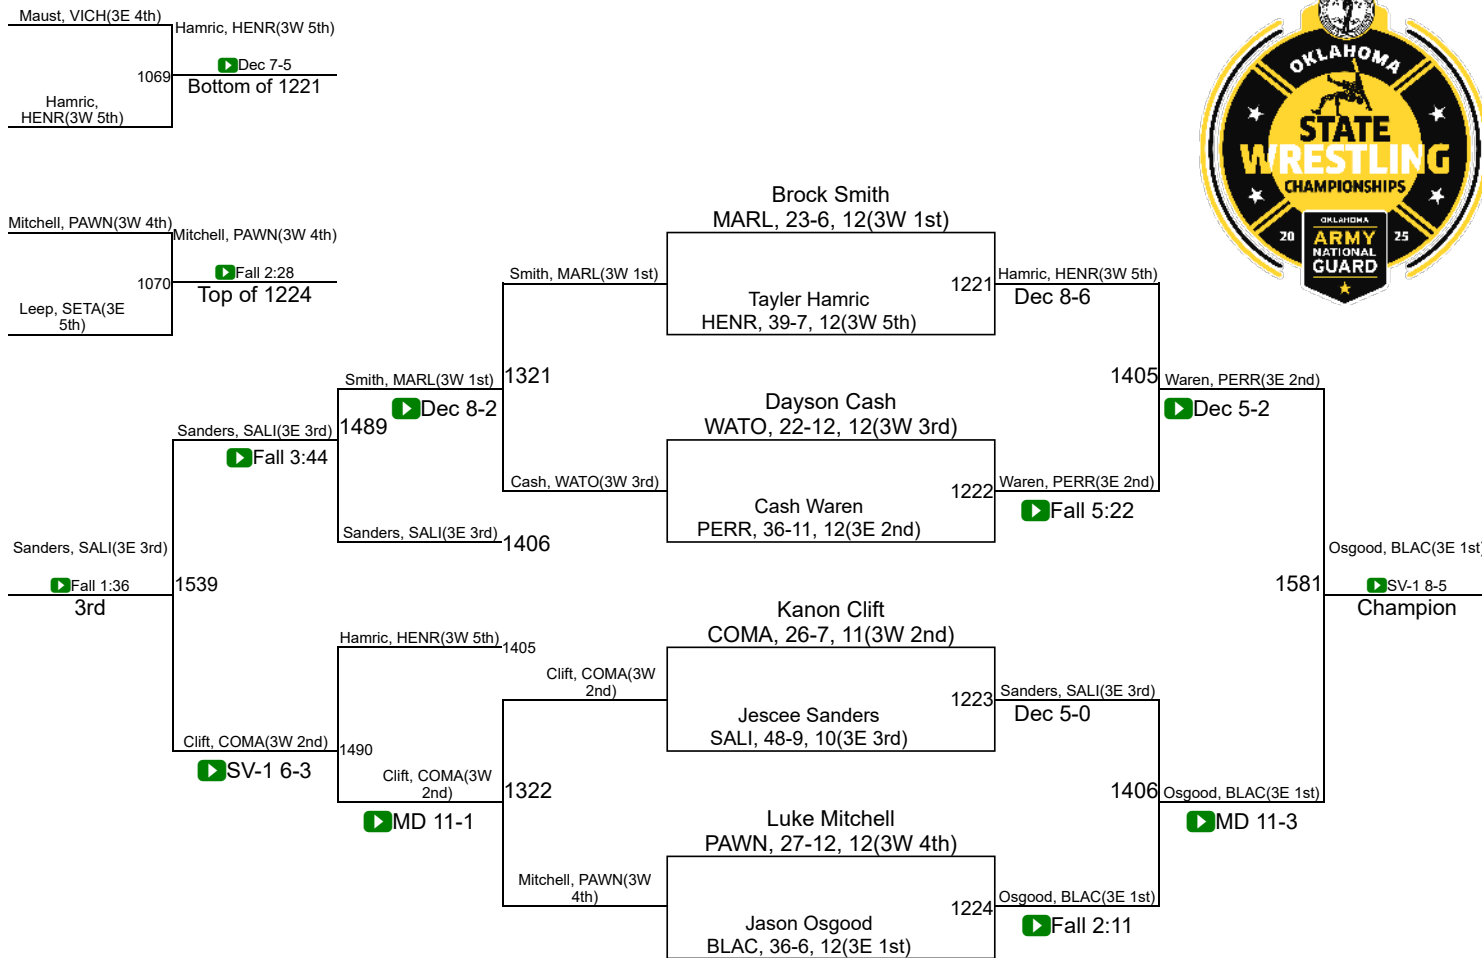 Maust, VICH(3E 4th)
Hamric, HENR(3W 5th)
1069
Dec 7-5
Bottom of 1221
Hamric,
HENR(3W 5th)
Mitchell, PAWN(3W 4th)
Mitchell, PAWN(3W 4th)
1070
Fall 2:28
Top of 1224
Leep, SETA(3E
5th)
OKLAHOMA
STATE
WRESTLING
CHAMPIONSHIPS
20
25
OKLAHOMA
ARMY
NATIONAL
GUARD
Brock Smith
MARL, 23-6, 12(3W 1st)
Smith, MARL(3W 1st)
1221
Hamric, HENR(3W 5th)
Dec 8-6
Tayler Hamric
HENR, 39-7, 12(3W 5th)
Smith, MARL(3W 1st)
1321
Dec 8-2
1405
Waren, PERR(3E 2nd)
Dec 5-2
Dayson Cash
WATO, 22-12, 12(3W 3rd)
Sanders, SALI(3E 3rd)
1489
Fall 3:44
Cash, WATO(3W 3rd)
1222
Waren, PERR(3E 2nd)
Fall 5:22
Cash Waren
PERR, 36-11, 12(3E 2nd)
Sanders, SALI(3E 3rd)
1406
Sanders, SALI(3E 3rd)
Fall 1:36
3rd
1539
Osgood, BLAC(3E 1st)
1581
SV-1 8-5
Champion
Kanon Clift
COMA, 26-7, 11(3W 2nd)
Hamric, HENR(3W 5th)
1405
Clift, COMA(3W
2nd)
1223
Sanders, SALI(3E 3rd)
Dec 5-0
Jescee Sanders
SALI, 48-9, 10(3E 3rd)
Clift, COMA(3W 2nd)
1490
SV-1 6-3
Clift, COMA(3W
2nd)
1322
MD 11-1
1406
Osgood, BLAC(3E 1st)
MD 11-3
Luke Mitchell
PAWN, 27-12, 12(3W 4th)
Mitchell, PAWN(3W
4th)
1224
Osgood, BLAC(3E 1st)
Fall 2:11
Jason Osgood
BLAC, 36-6, 12(3E 1st)